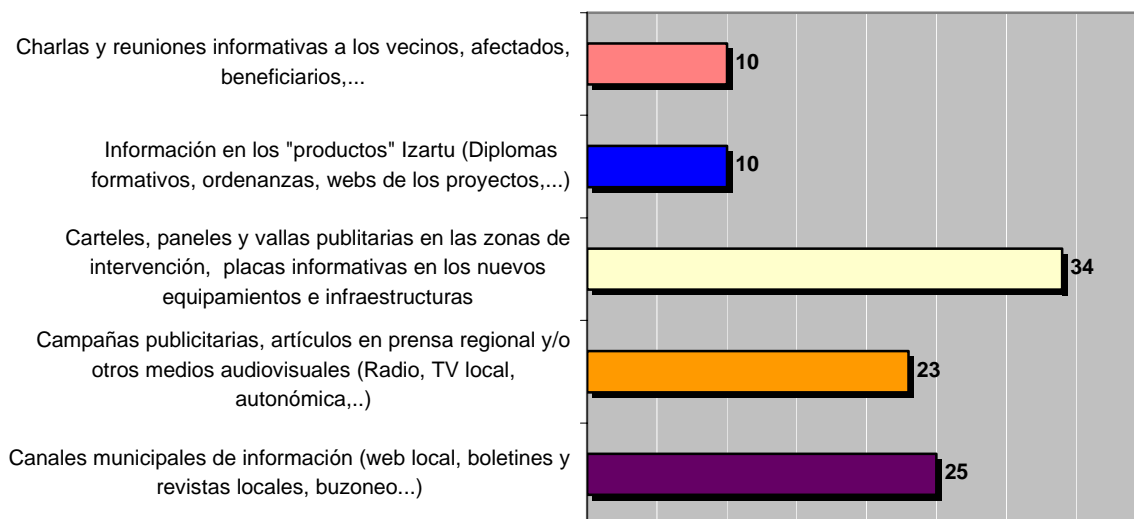 Charlas y reuniones informativas a los vecinos, afectados,
beneficiarios,...
10
Información en los "productos" Izartu (Diplomas
formativos, ordenanzas, webs de los proyectos,...)
10
Carteles, paneles y vallas publitarias en las zonas de
intervención, placas informativas en los nuevos
equipamientos e infraestructuras
34
Campañas publicitarias, artículos en prensa regional y/o
otros medios audiovisuales (Radio, TV local,
autonómica,..)
23
Canales municipales de información (web local, boletines y
revistas locales, buzoneo...)
25